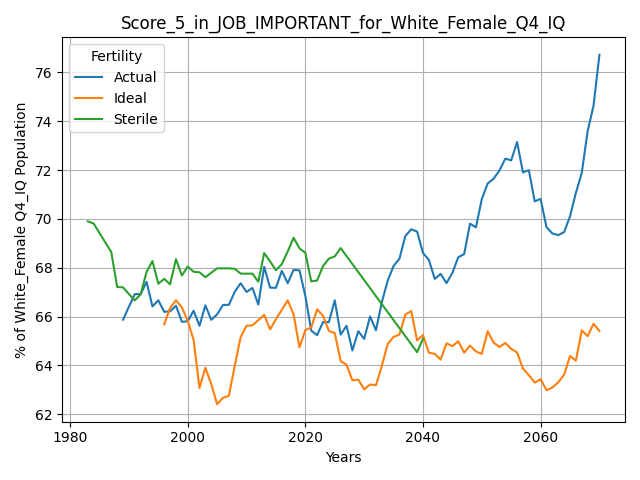 Score_5_in_JOB_IMPORTANT_for_White_Female_Q4_IQ
Fertility
Actual
Ideal
Sterile
% of White_Female Q4_IQ Population
76
74
72
70
68
66
64
62
1980
2000
2020
2040
2060
Years